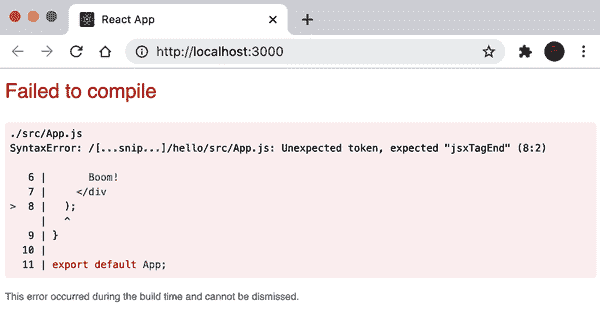 React App
http://localhost:3000
Failed to compile
./src/App.js
SyntaxError: /[...snip...]/hello/src/App.js: Unexpected token, expected "jsxTagEnd" (8:2)
6 |       Boom!
7 |     </div
> 8 |   );
|   ^
9 | }
10 |
11 | export default App;
This error occurred during the build time and cannot be dismissed.